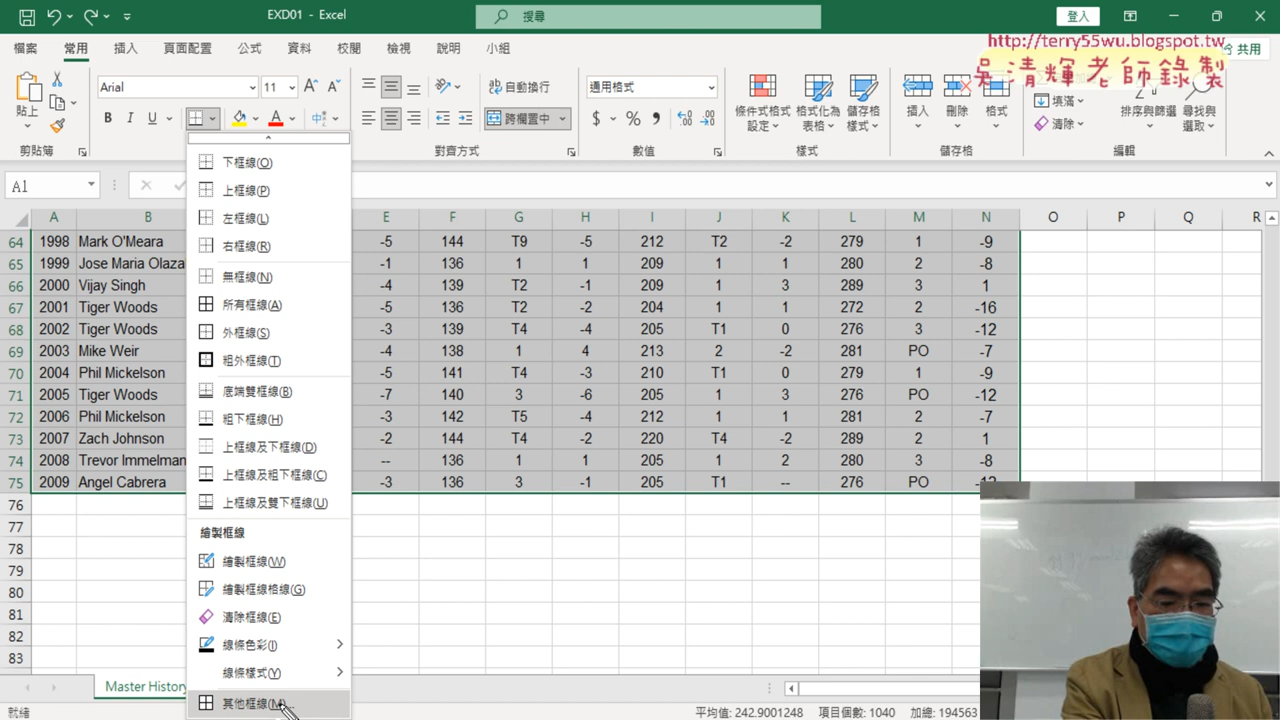 EXD01 - Excel
搜尋
登入
http://terry55wu.blogspot.tw
吳清輝老師錄製
檔案 常用 插入 頁面配置 公式 資料 校閱 檢視 說明 小組
共用
貼上
Arial 11
B I U
自動換行
跨欄置中
通用格式
$ %
條件式格式設定 格式化為表格 儲存格樣式
插入 刪除 格式
填滿
清除
排序與篩選 尋找與選取
剪貼簿 對齊方式 數值 樣式 儲存格 編輯
A1
下框線(O)
上框線(P)
左框線(L)
右框線(R)
無框線(N)
所有框線(A)
外框線(S)
粗外框線(T)
底端雙框線(B)
粗下框線(H)
上框線及下框線(D)
上框線及粗下框線(C)
上框線及雙下框線(U)
繪製框線
繪製框線(W)
繪製框線格線(G)
清除框線(E)
線條色彩(I)
線條樣式(Y)
其他框線(M)...
A B E F G H I J K L M N O P Q R
64 1998 Mark O'Meara -5 144 T9 -5 212 T2 -2 279 1 -9
65 1999 Jose Maria Olaza -1 136 1 1 209 1 1 280 2 -8
66 2000 Vijay Singh -4 139 T2 -1 209 1 3 289 3 1
67 2001 Tiger Woods -5 136 T2 -2 204 1 1 272 2 -16
68 2002 Tiger Woods -3 139 T4 -4 205 T1 0 276 3 -12
69 2003 Mike Weir -4 138 1 4 213 2 -2 281 PO -7
70 2004 Phil Mickelson -5 141 T4 -3 210 T1 0 279 1 -9
71 2005 Tiger Woods -7 140 3 -6 205 1 3 276 PO -12
72 2006 Phil Mickelson -3 142 T5 -4 212 1 1 281 2 -7
73 2007 Zach Johnson -2 144 T4 -2 220 T4 -2 289 2 1
74 2008 Trevor Immelman -- 136 1 1 205 1 2 280 3 -8
75 2009 Angel Cabrera -3 136 3 -1 205 T1 -- 276 PO -12
76
77
78
79
80
81
82
83
Master History
就緒
平均值: 242.9001248 項目個數: 1040 加總: 194563